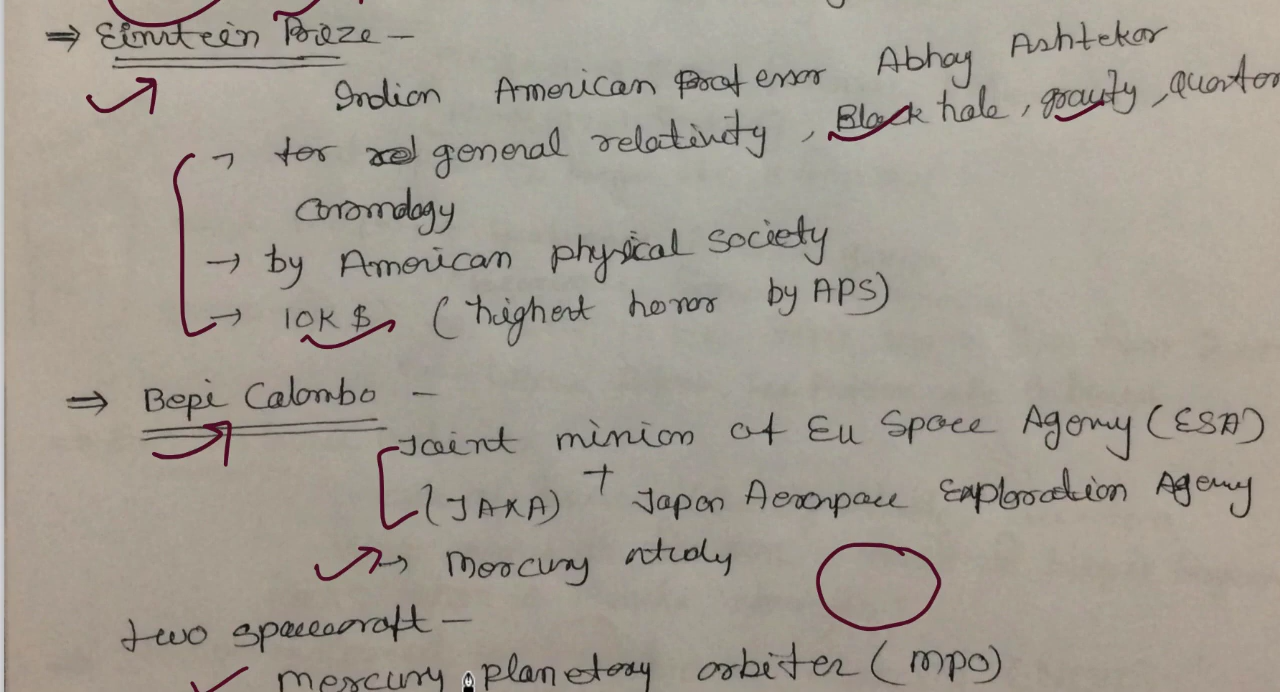 ⇒ Einstein Prize -
Indian American professor Abhay Ashtekar
→ for general relativity, Black hole, gravity, quantum
Cosmology
→ by American physical society
→ 10K $ (highest honor by APS)
⇒ Bepi Calombo -
Joint mission of EU Space Agency (ESA)
+
(JAXA) Japan Aerospace Exploration Agency
→ Mercury study
two spacecraft -
mercury planetory orbiter (MPO)